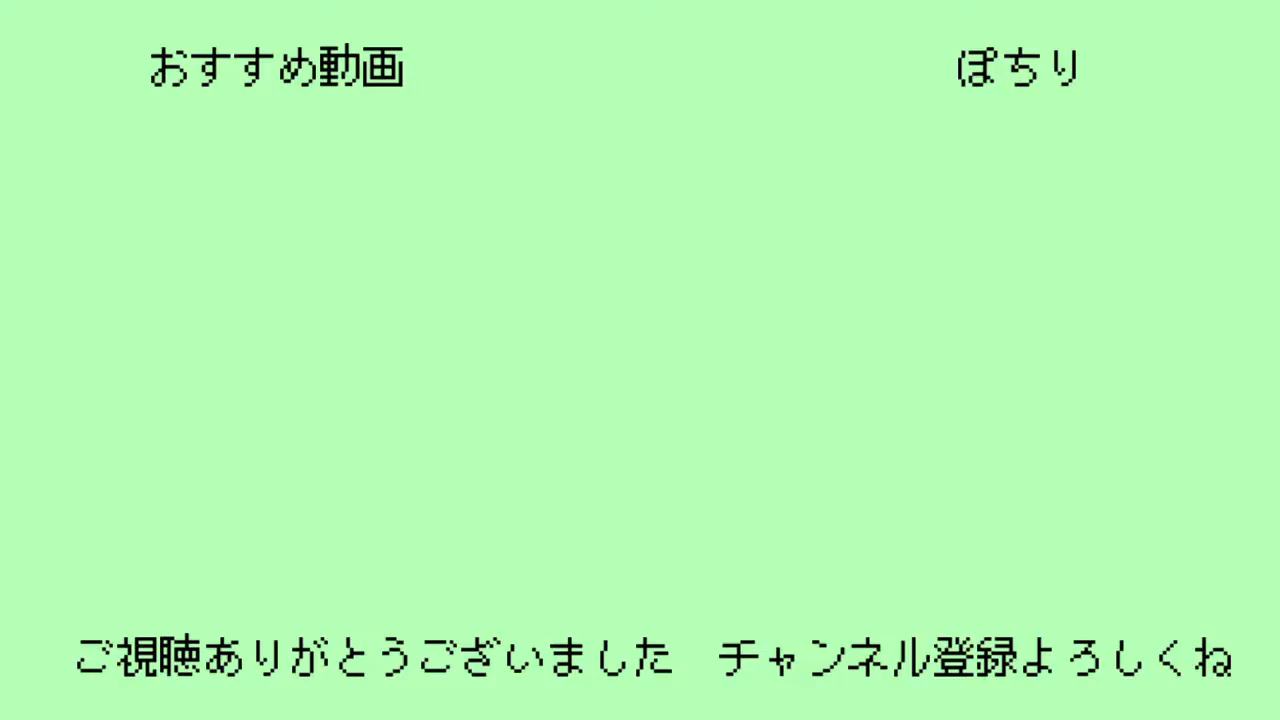 おすすめ動画
ぽちり
ご視聴ありがとうございました　チャンネル登録よろしくね